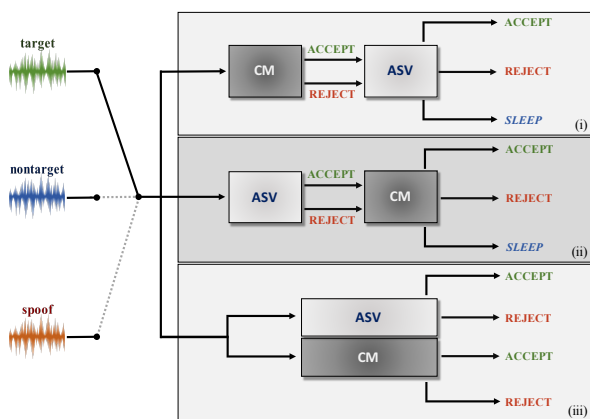 target
nontarget
spoof
CM
ACCEPT
REJECT
ASV
ACCEPT
REJECT
SLEEP
(i)
ASV
ACCEPT
REJECT
CM
ACCEPT
REJECT
SLEEP
(ii)
ASV
CM
ACCEPT
REJECT
ACCEPT
REJECT
(iii)